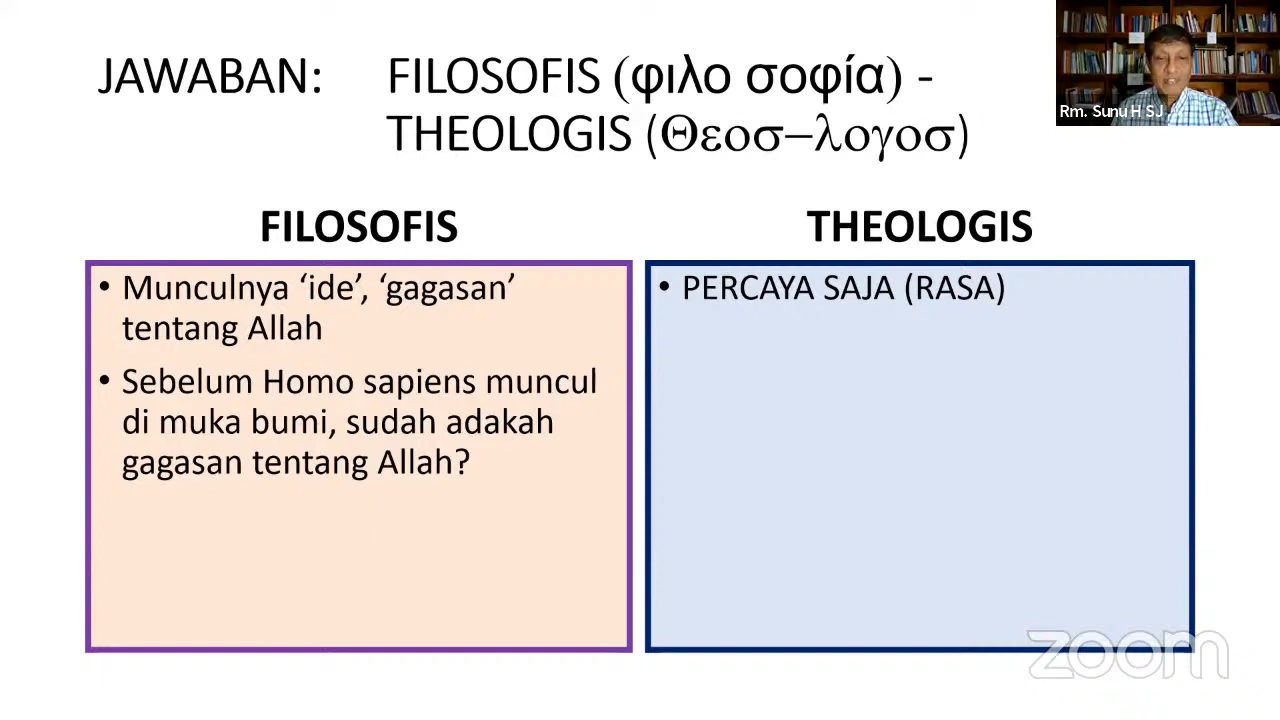 JAWABAN: FILOSOFIS (φιλο σοφία) -
THEOLOGIS (Θεοσ–λογοσ)
Rm. Sunu H S J
FILOSOFIS
• Munculnya ‘ide’, ‘gagasan’
tentang Allah
• Sebelum Homo sapiens muncul
di muka bumi, sudah adakah
gagasan tentang Allah?
THEOLOGIS
• PERCAYA SAJA (RASA)
zoom